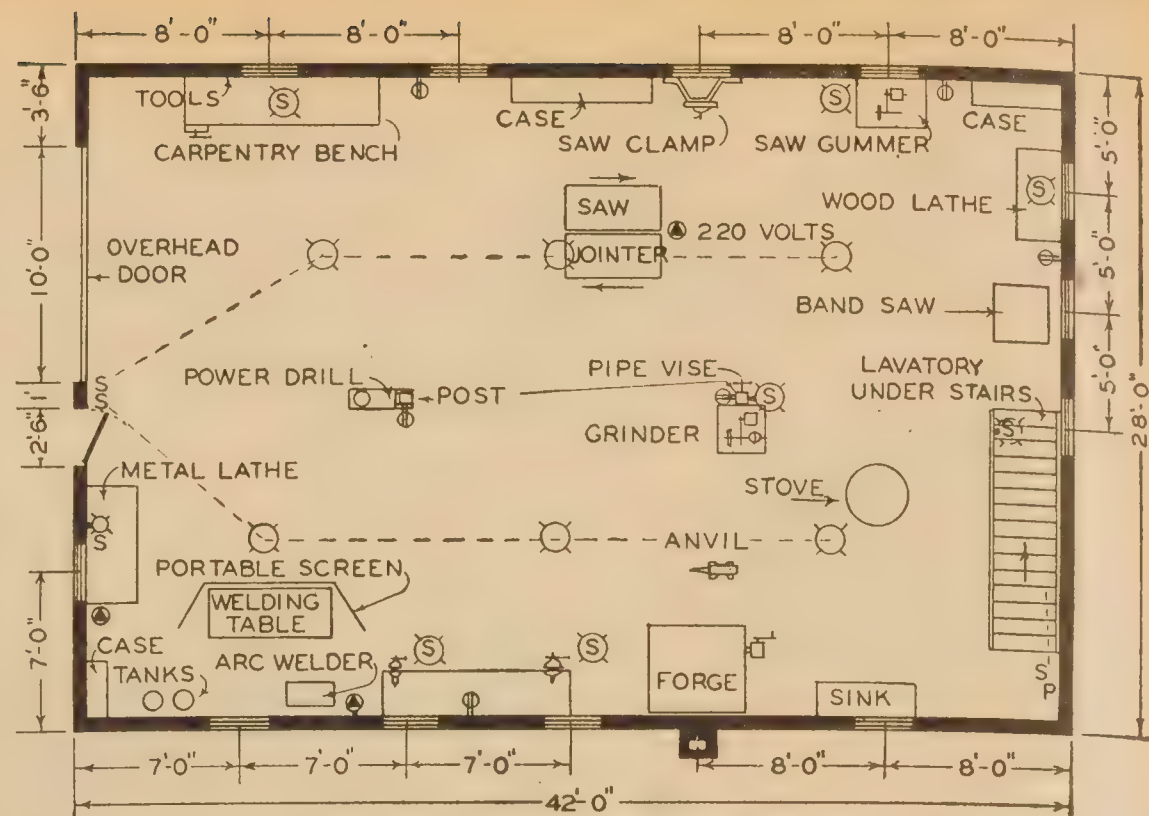 8'-0"
8'-0"
8'-0"
8'-0"
3'-6"
TOOLS
S
CARPENTRY BENCH
CASE
SAW CLAMP
S
SAW GUMMER
CASE
5'-0"
WOOD LATHE
S
SAW
220 VOLTS
JOINTER
OVERHEAD
DOOR
10'-0"
5'-0"
BAND SAW
5'-0"
28'-0"
S
S
1'
POWER DRILL
POST
PIPE VISE
S
GRINDER
LAVATORY
UNDER STAIRS
S
2'-6"
METAL LATHE
S
STOVE
ANVIL
PORTABLE SCREEN
WELDING
TABLE
7'-0"
CASE
TANKS
ARC WELDER
S
S
FORGE
SINK
S
P
7'-0"
7'-0"
7'-0"
8'-0"
8'-0"
42'-0"